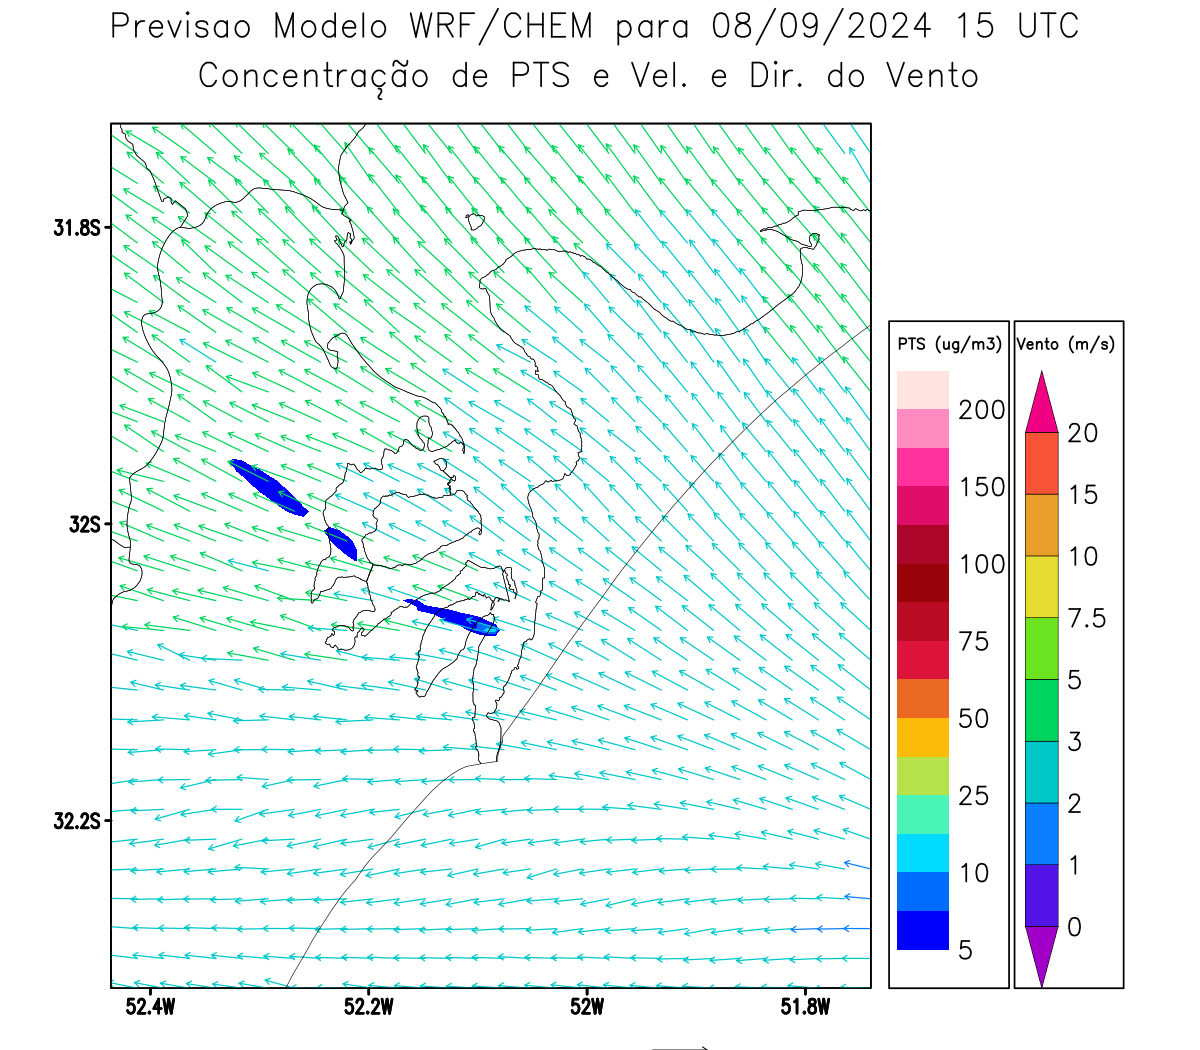 Previsao Modelo WRF/CHEM para 08/09/2024 15 UTC
Concentração de PTS e Vel. e Dir. do Vento
31.8S
32S
32.2S
52.4W
52.2W
52W
51.8W
PTS (ug/m3)
200
150
100
75
50
25
10
5
Vento (m/s)
20
15
10
7.5
5
3
2
1
0